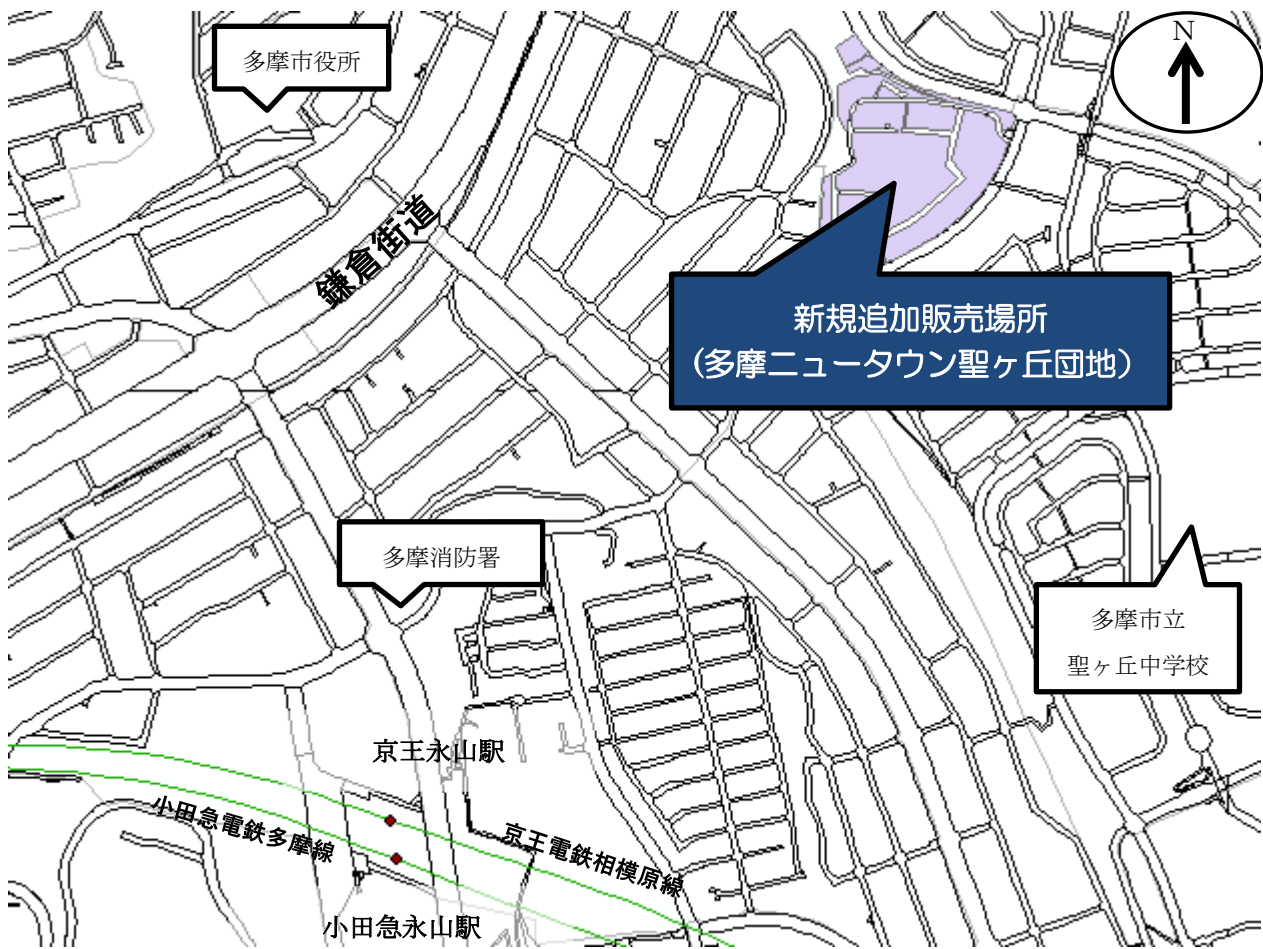 多摩市役所
N
鎌倉街道
新規追加販売場所
(多摩ニュータウン聖ヶ丘団地)
多摩消防署
多摩市立
聖ヶ丘中学校
京王永山駅
小田急電鉄多摩線
京王電鉄相模原線
小田急永山駅